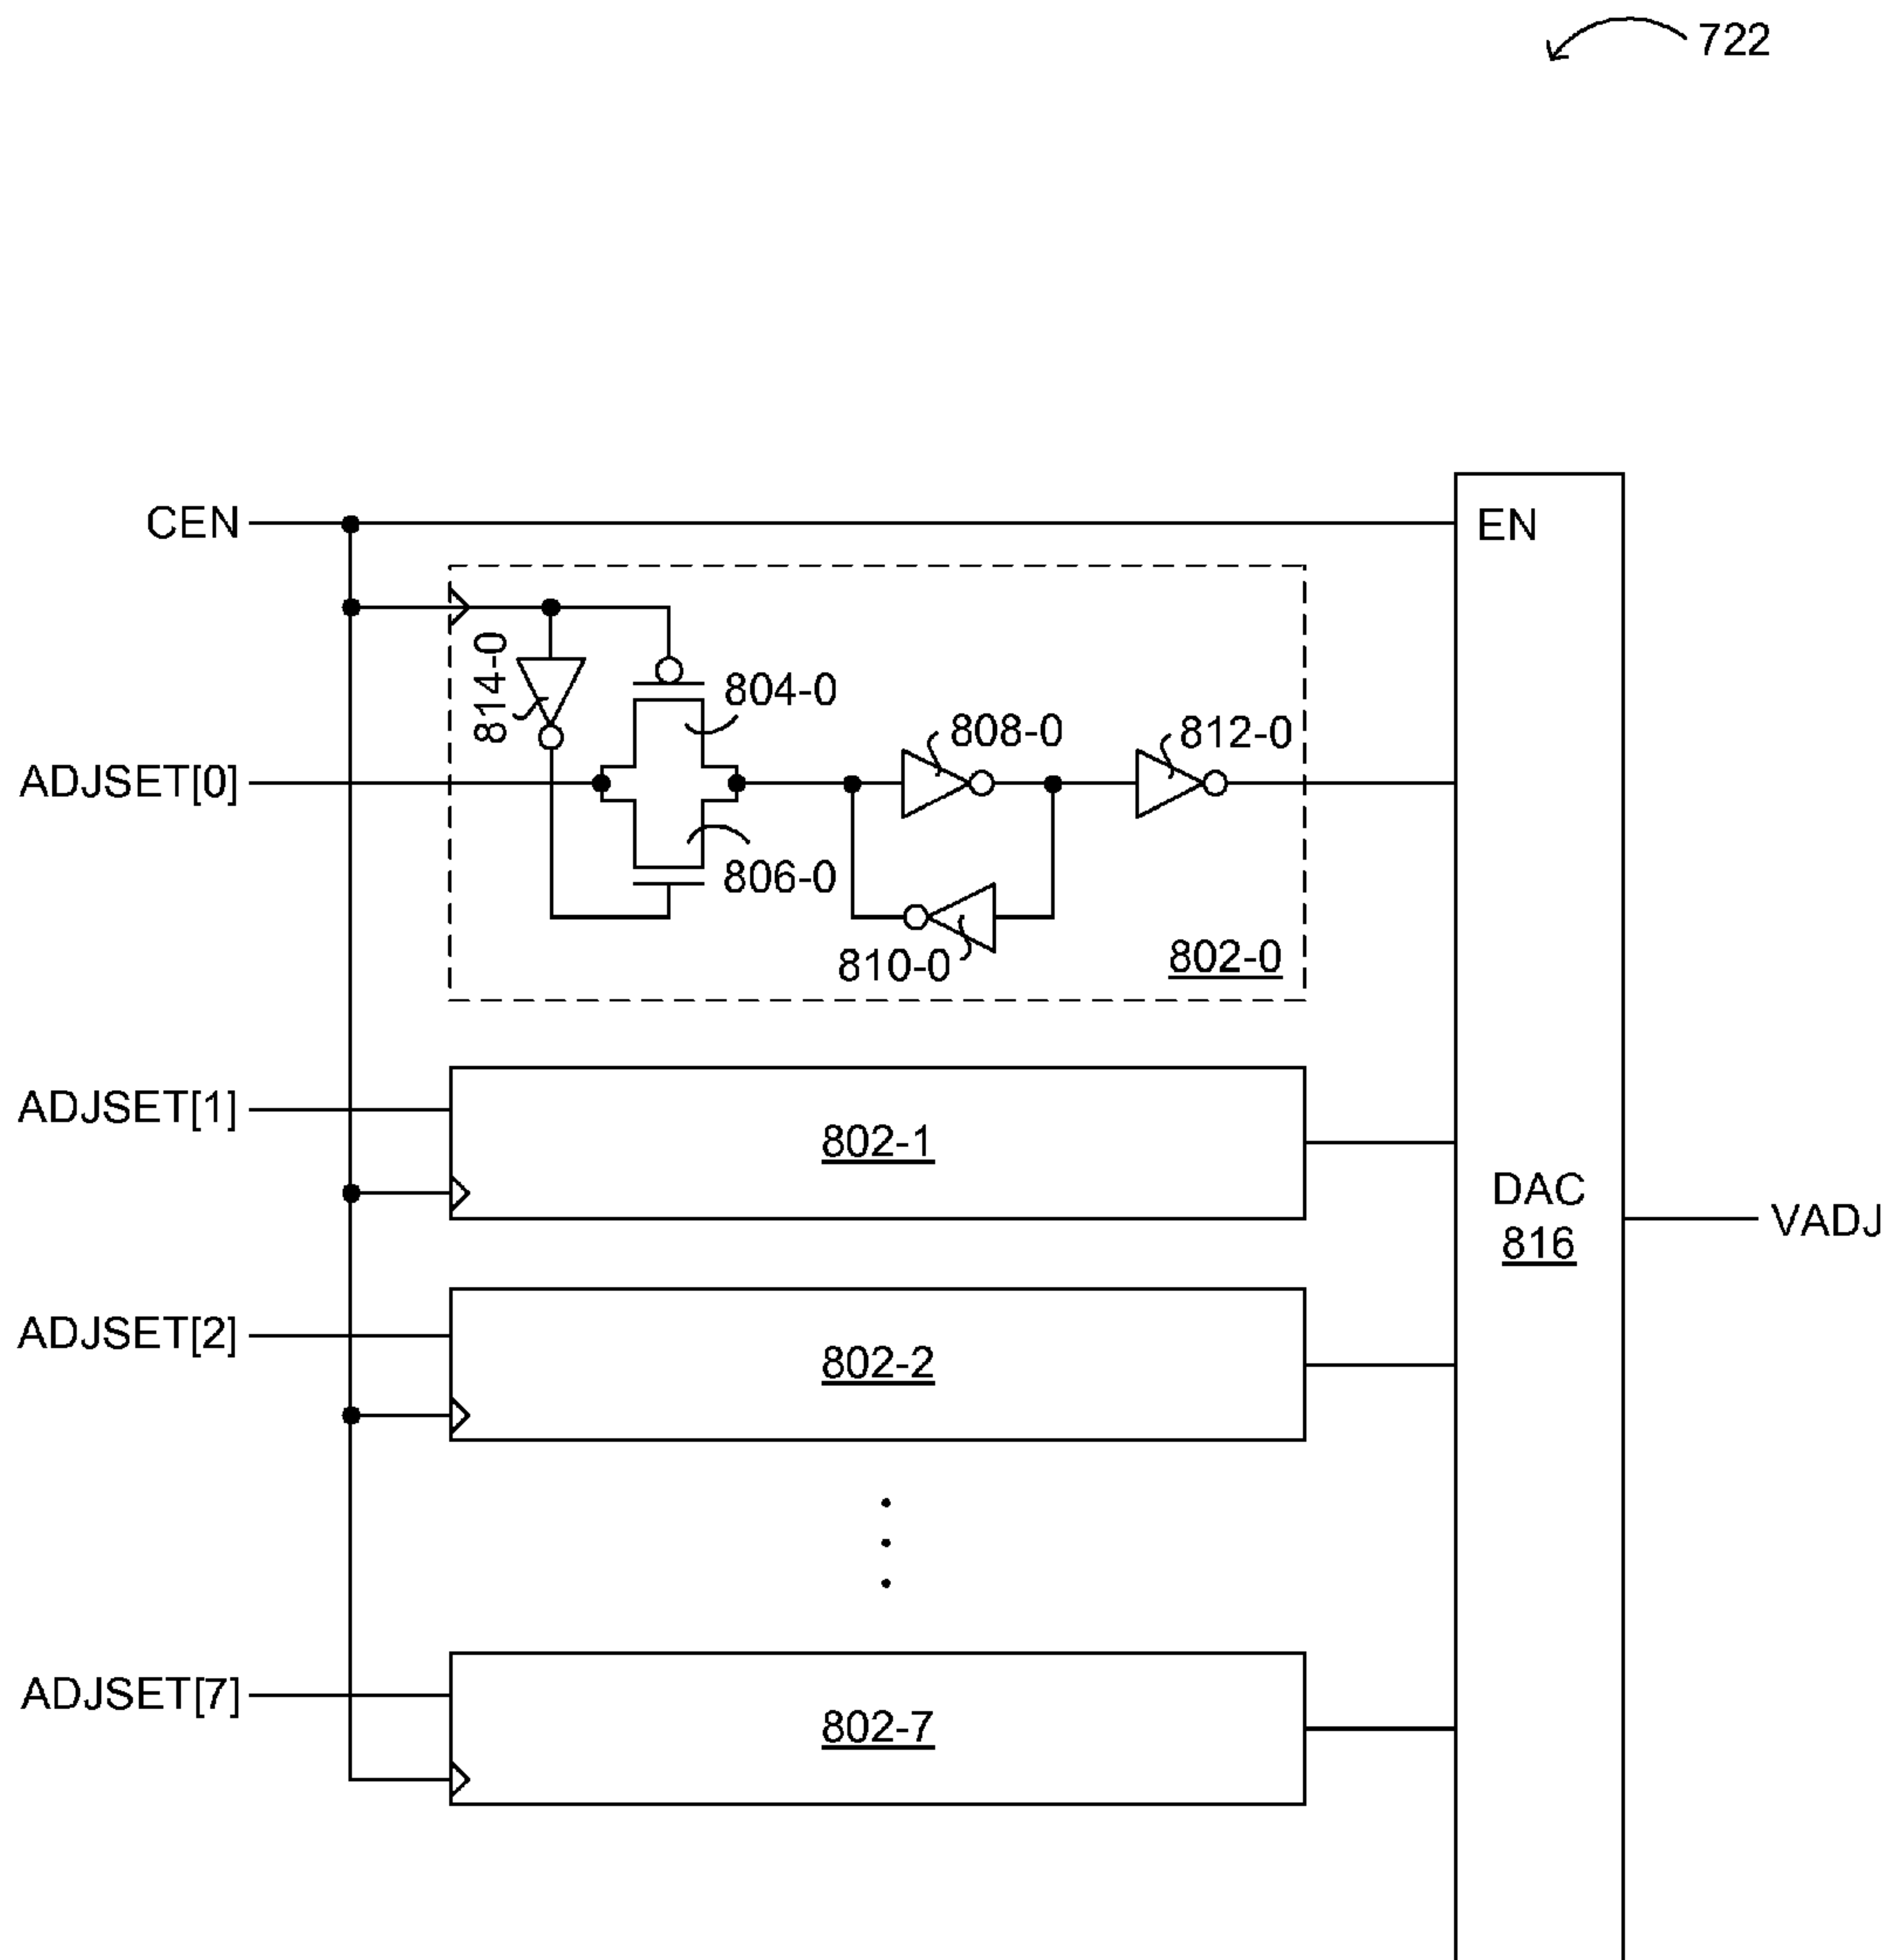 722
CEN
EN
814-0
804-0
808-0
812-0
ADJSET[0]
806-0
810-0
802-0
ADJSET[1]
802-1
DAC
816
VADJ
ADJSET[2]
802-2
ADJSET[7]
802-7